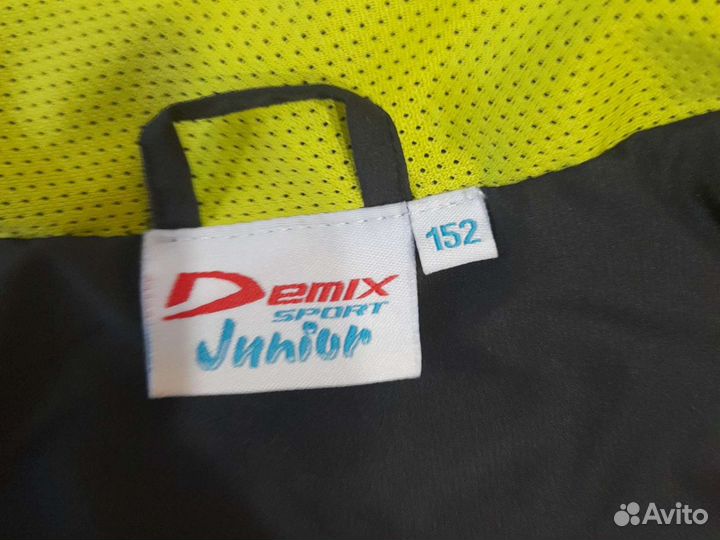 Demix
SPORT
Junior
152
Avito